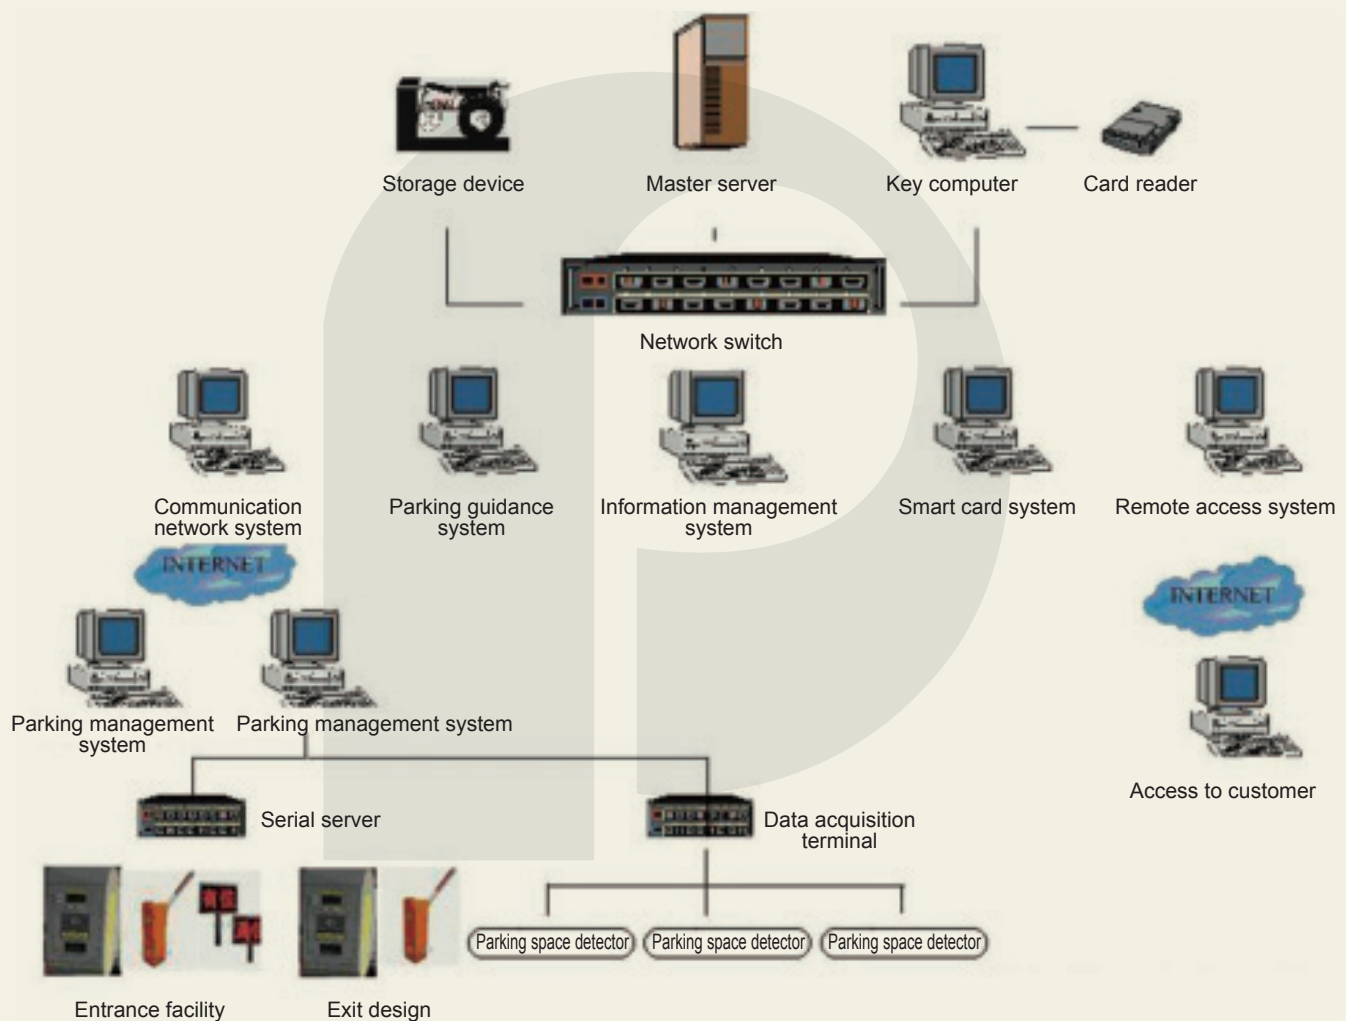 Storage device
Master server
Key computer
Card reader
Network switch
Communication
network system
Parking guidance
system
Information management
system
Smart card system
Remote access system
INTERNET
INTERNET
Parking management
system
Parking management system
Access to customer
Serial server
Data acquisition
terminal
Parking space detector
Parking space detector
Parking space detector
Entrance facility
Exit design